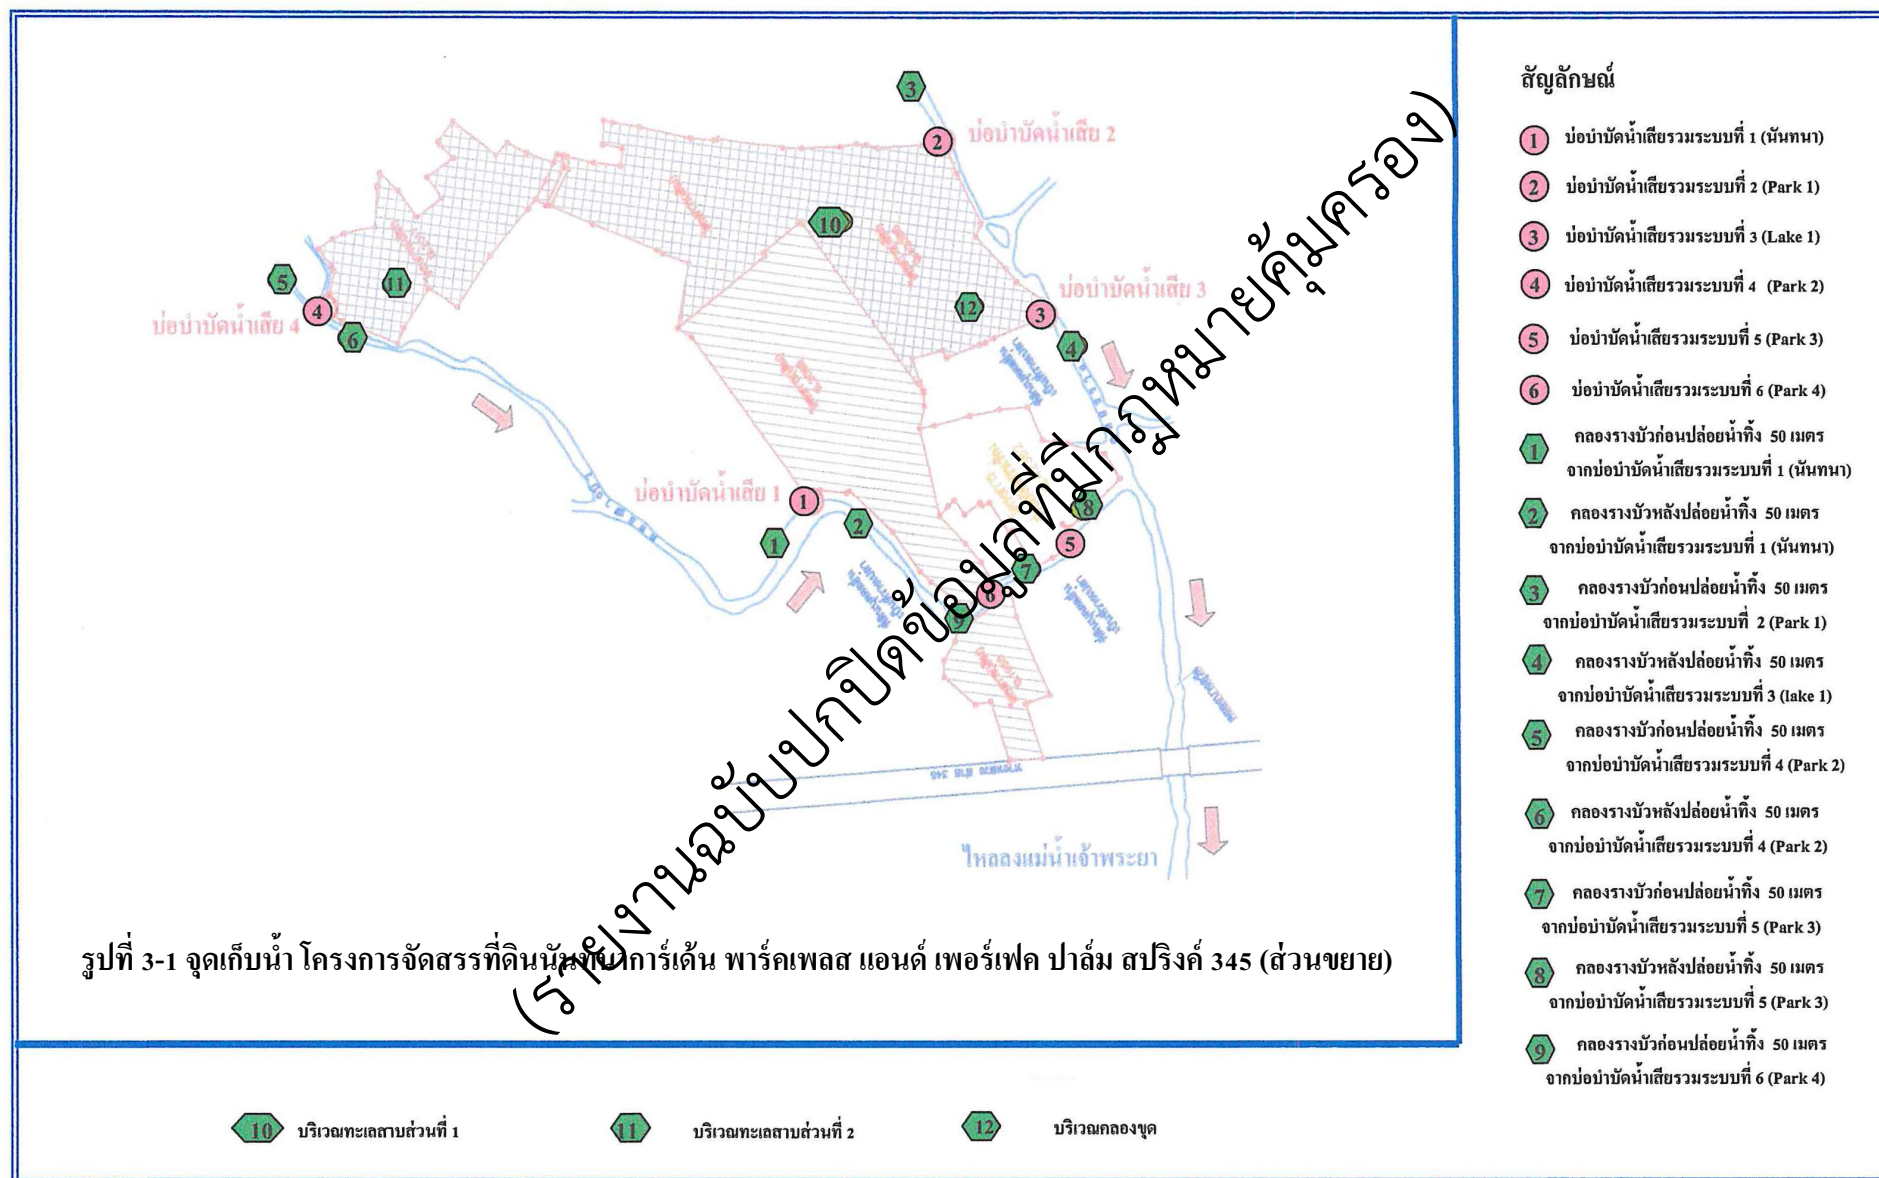 3
2
บ่อบำบัดน้ำเสีย 2
10
5
11
12
บ่อบำบัดน้ำเสีย 3
3
4
บ่อบำบัดน้ำเสีย 4
6
4
บ่อบำบัดน้ำเสีย 1
1
2
1
8
5
7
6
9
ทางหลวง สาย 345
ไหลลงแม่น้ำเจ้าพระยา
(รายงานฉบับปกปิดข้อมูลที่มีกฎหมายคุ้มครอง)
รูปที่ 3-1 จุดเก็บน้ำ โครงการจัดสรรที่ดินนันทนาการ์เด้น พาร์คเพลส แอนด์ เพอร์เฟค ปาล์ม สปริงค์ 345 (ส่วนขยาย)
สัญลักษณ์
1 บ่อบำบัดน้ำเสียรวมระบบที่ 1 (นันทนา)
2 บ่อบำบัดน้ำเสียรวมระบบที่ 2 (Park 1)
3 บ่อบำบัดน้ำเสียรวมระบบที่ 3 (Lake 1)
4 บ่อบำบัดน้ำเสียรวมระบบที่ 4 (Park 2)
5 บ่อบำบัดน้ำเสียรวมระบบที่ 5 (Park 3)
6 บ่อบำบัดน้ำเสียรวมระบบที่ 6 (Park 4)
1 คลองรางบัวก่อนปล่อยน้ำทิ้ง 50 เมตร
จากบ่อบำบัดน้ำเสียรวมระบบที่ 1 (นันทนา)
2 คลองรางบัวหลังปล่อยน้ำทิ้ง 50 เมตร
จากบ่อบำบัดน้ำเสียรวมระบบที่ 1 (นันทนา)
3 คลองรางบัวก่อนปล่อยน้ำทิ้ง 50 เมตร
จากบ่อบำบัดน้ำเสียรวมระบบที่ 2 (Park 1)
4 คลองรางบัวหลังปล่อยน้ำทิ้ง 50 เมตร
จากบ่อบำบัดน้ำเสียรวมระบบที่ 3 (lake 1)
5 คลองรางบัวก่อนปล่อยน้ำทิ้ง 50 เมตร
จากบ่อบำบัดน้ำเสียรวมระบบที่ 4 (Park 2)
6 คลองรางบัวหลังปล่อยน้ำทิ้ง 50 เมตร
จากบ่อบำบัดน้ำเสียรวมระบบที่ 4 (Park 2)
7 คลองรางบัวก่อนปล่อยน้ำทิ้ง 50 เมตร
จากบ่อบำบัดน้ำเสียรวมระบบที่ 5 (Park 3)
8 คลองรางบัวหลังปล่อยน้ำทิ้ง 50 เมตร
จากบ่อบำบัดน้ำเสียรวมระบบที่ 5 (Park 3)
9 คลองรางบัวก่อนปล่อยน้ำทิ้ง 50 เมตร
จากบ่อบำบัดน้ำเสียรวมระบบที่ 6 (Park 4)
10 บริเวณทะเลสาบส่วนที่ 1
11 บริเวณทะเลสาบส่วนที่ 2
12 บริเวณคลองขุด